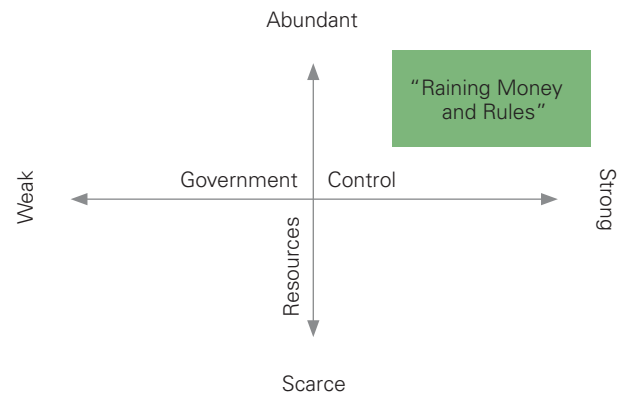 Abundant
“Raining Money
and Rules”
Government Control
Weak
Strong
Resources
Scarce